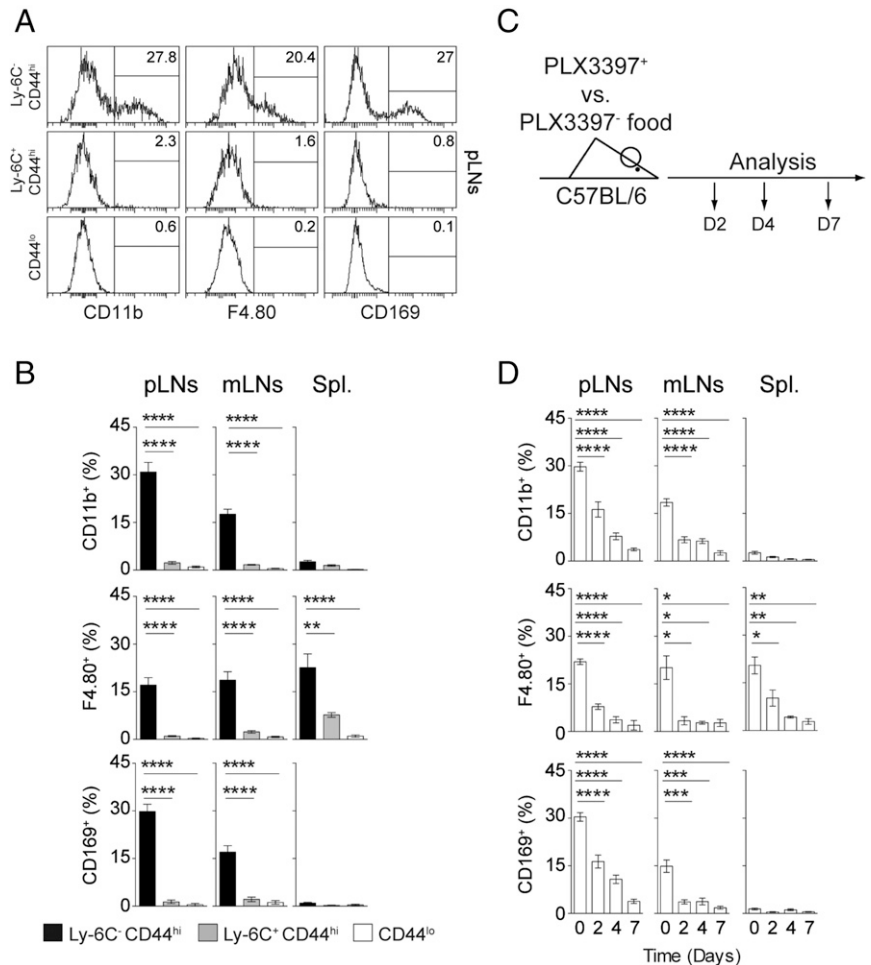 A
Ly-6C⁻ CD44ʰⁱ
27.8
20.4
27
Ly-6C⁺ CD44ʰⁱ
2.3
1.6
0.8
CD44ˡᵒ
0.6
0.2
0.1
pLNs
CD11b
F4.80
CD169
C
PLX3397⁺
vs.
PLX3397⁻ food
C57BL/6
Analysis
D2
D4
D7
B
pLNs
mLNs
Spl.
CD11b⁺ (%)
45
30
15
0
****
****
****
****
F4.80⁺ (%)
45
30
15
0
****
****
****
****
****
**
CD169⁺ (%)
45
30
15
0
****
****
****
****
Ly-6C⁻ CD44ʰⁱ
Ly-6C⁺ CD44ʰⁱ
CD44ˡᵒ
D
pLNs
mLNs
Spl.
CD11b⁺ (%)
45
30
15
0
****
****
****
****
****
****
F4.80⁺ (%)
45
30
15
0
****
****
****
*
*
*
**
**
*
CD169⁺ (%)
45
30
15
0
****
****
****
****
***
***
0 2 4 7
0 2 4 7
0 2 4 7
Time (Days)